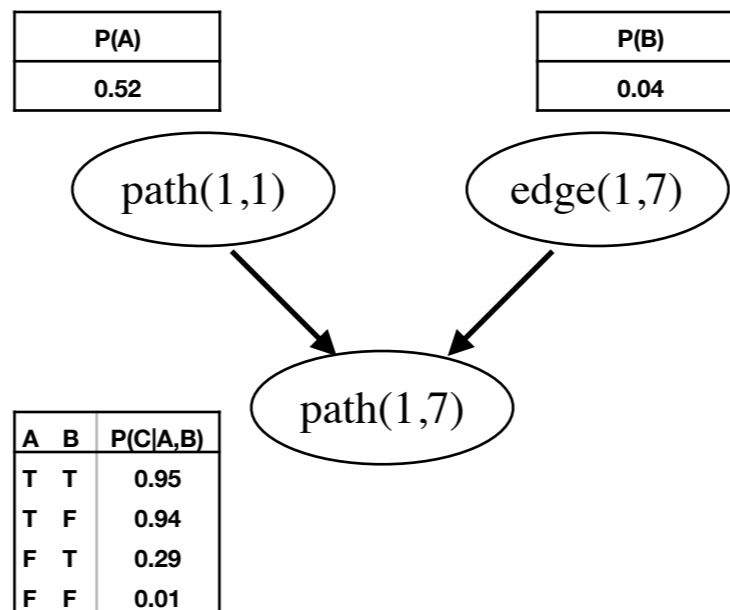 P(A)
0.52
P(B)
0.04
path(1,1)
edge(1,7)
path(1,7)
A B P(C|A,B)
T T 0.95
T F 0.94
F T 0.29
F F 0.01